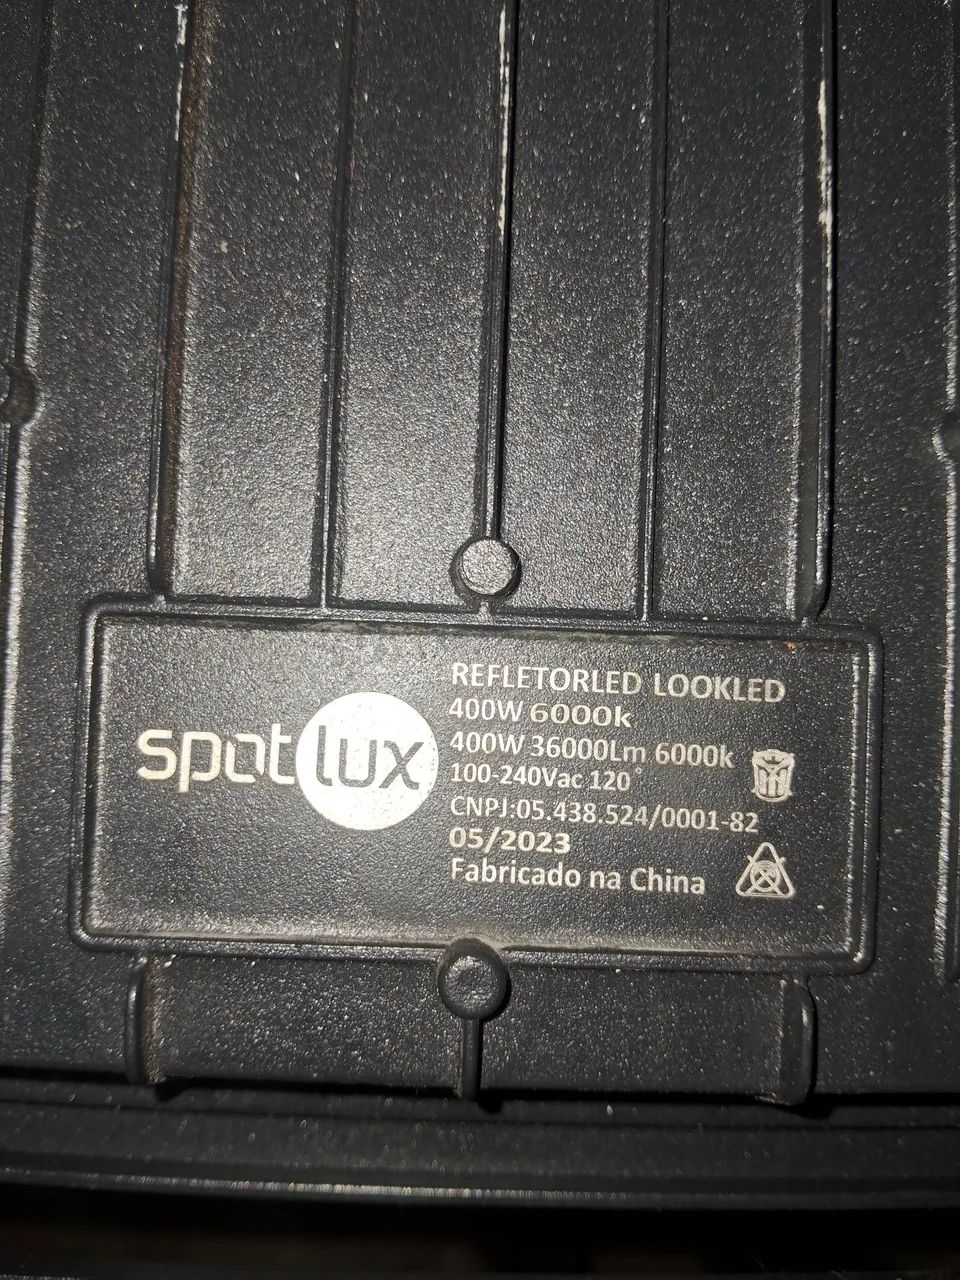 spotlux
REFLETORLED LOOKLED
400W 6000k
400W 36000Lm 6000k
100-240Vac 120°
CNPJ:05.438.524/0001-82
05/2023
Fabricado na China